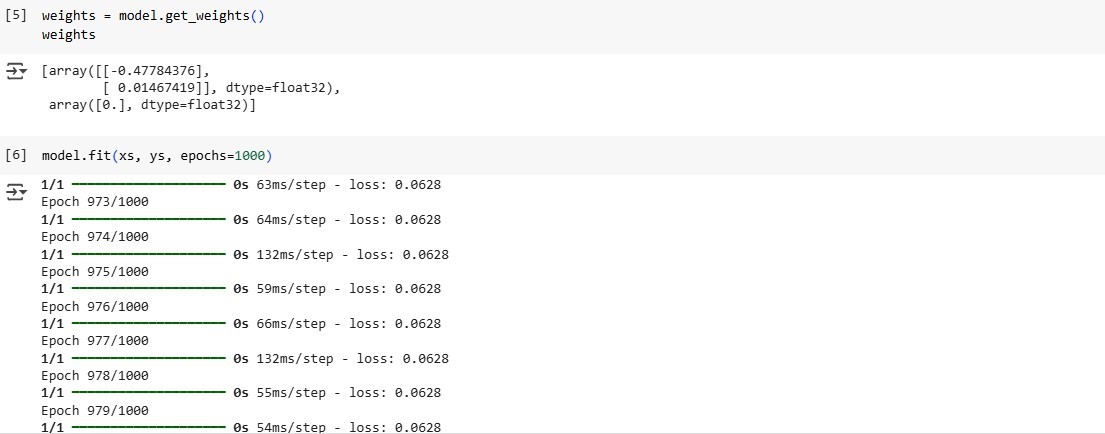 [5] weights = model.get_weights()
weights
[array([[-0.47784376],
[ 0.01467419]], dtype=float32),
array([0.], dtype=float32)]
[6] model.fit(xs, ys, epochs=1000)
1/1 ━━━━━━━━━━━━━━━━━━━━ 0s 63ms/step - loss: 0.0628
Epoch 973/1000
1/1 ━━━━━━━━━━━━━━━━━━━━ 0s 64ms/step - loss: 0.0628
Epoch 974/1000
1/1 ━━━━━━━━━━━━━━━━━━━━ 0s 132ms/step - loss: 0.0628
Epoch 975/1000
1/1 ━━━━━━━━━━━━━━━━━━━━ 0s 59ms/step - loss: 0.0628
Epoch 976/1000
1/1 ━━━━━━━━━━━━━━━━━━━━ 0s 66ms/step - loss: 0.0628
Epoch 977/1000
1/1 ━━━━━━━━━━━━━━━━━━━━ 0s 132ms/step - loss: 0.0628
Epoch 978/1000
1/1 ━━━━━━━━━━━━━━━━━━━━ 0s 55ms/step - loss: 0.0628
Epoch 979/1000
1/1 ━━━━━━━━━━━━━━━━━━━━ 0s 54ms/step - loss: 0.0628